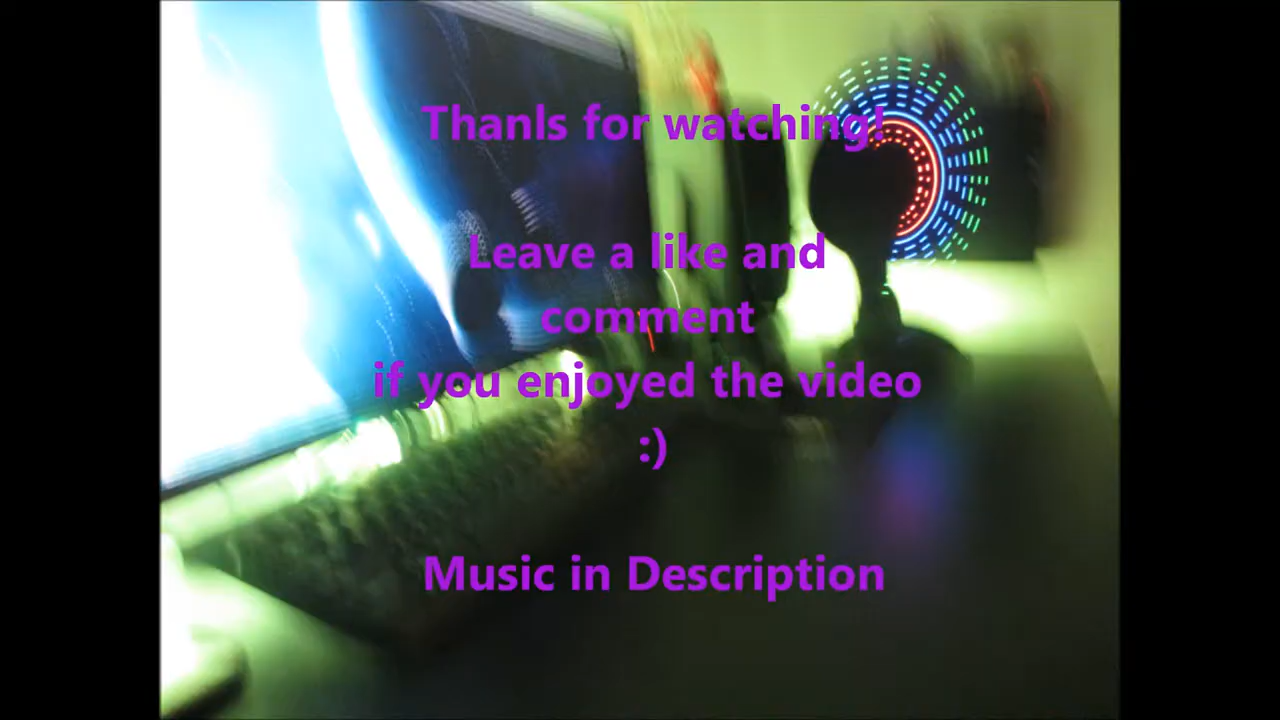 Thanls for watching!
Leave a like and
comment
if you enjoyed the video
:)
Music in Description